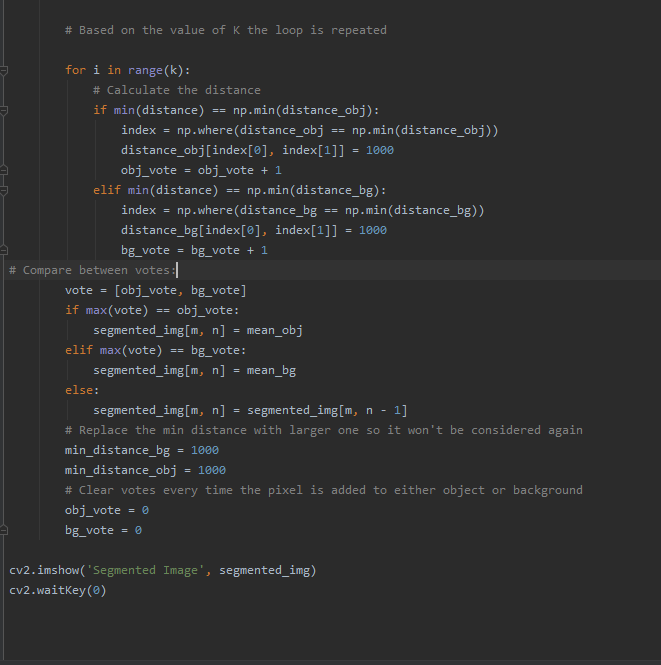 # Based on the value of K the loop is repeated
for i in range(k):
# Calculate the distance
if min(distance) == np.min(distance_obj):
index = np.where(distance_obj == np.min(distance_obj))
distance_obj[index[0], index[1]] = 1000
obj_vote = obj_vote + 1
elif min(distance) == np.min(distance_bg):
index = np.where(distance_bg == np.min(distance_bg))
distance_bg[index[0], index[1]] = 1000
bg_vote = bg_vote + 1
# Compare between votes:
vote = [obj_vote, bg_vote]
if max(vote) == obj_vote:
segmented_img[m, n] = mean_obj
elif max(vote) == bg_vote:
segmented_img[m, n] = mean_bg
else:
segmented_img[m, n] = segmented_img[m, n - 1]
# Replace the min distance with larger one so it won't be considered again
min_distance_bg = 1000
min_distance_obj = 1000
# Clear votes every time the pixel is added to either object or background
obj_vote = 0
bg_vote = 0
cv2.imshow('Segmented Image', segmented_img)
cv2.waitKey(0)